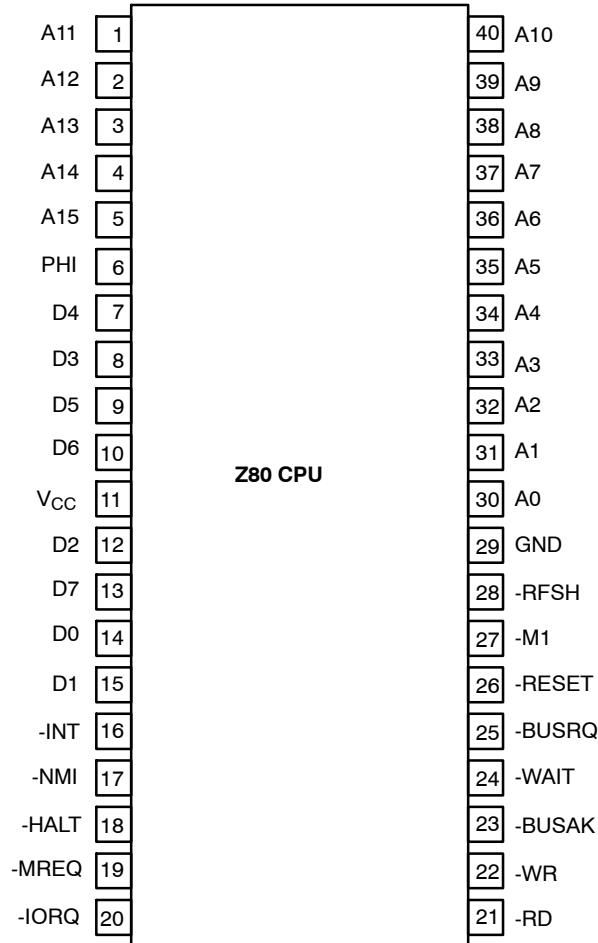 A11 1 40 A10
A12 2 39 A9
A13 3 38 A8
A14 4 37 A7
A15 5 36 A6
PHI 6 35 A5
D4 7 34 A4
D3 8 33 A3
D5 9 32 A2
D6 10 31 A1
Z80 CPU
VCC 11 30 A0
D2 12 29 GND
D7 13 28 -RFSH
D0 14 27 -M1
D1 15 26 -RESET
-INT 16 25 -BUSRQ
-NMI 17 24 -WAIT
-HALT 18 23 -BUSAK
-MREQ 19 22 -WR
-IORQ 20 21 -RD